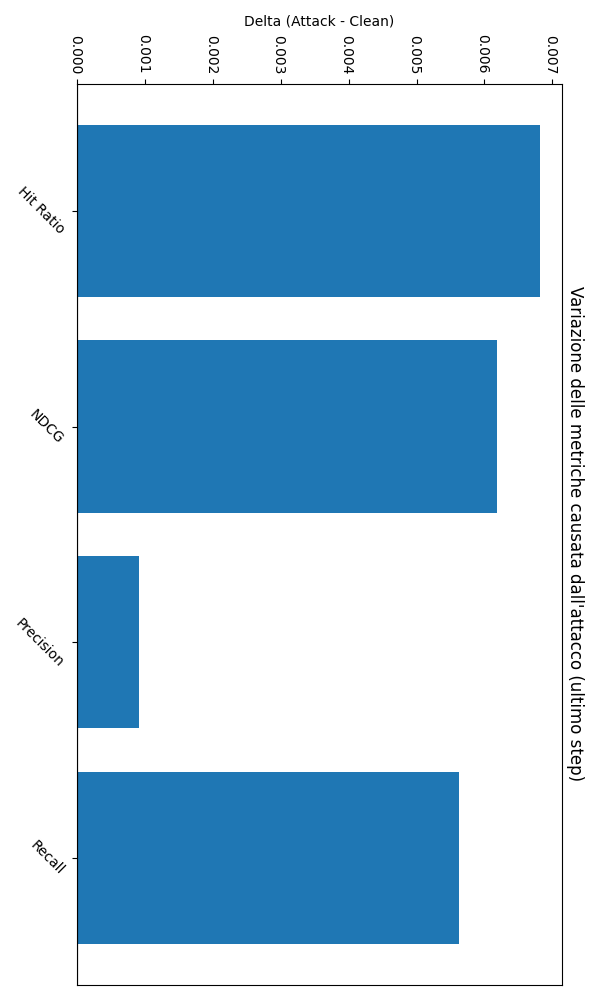 Variazione delle metriche causata dall'attacco (ultimo step)
Delta (Attack - Clean)
0.007
0.006
0.005
0.004
0.003
0.002
0.001
0.000
Hit Ratio
NDCG
Precision
Recall